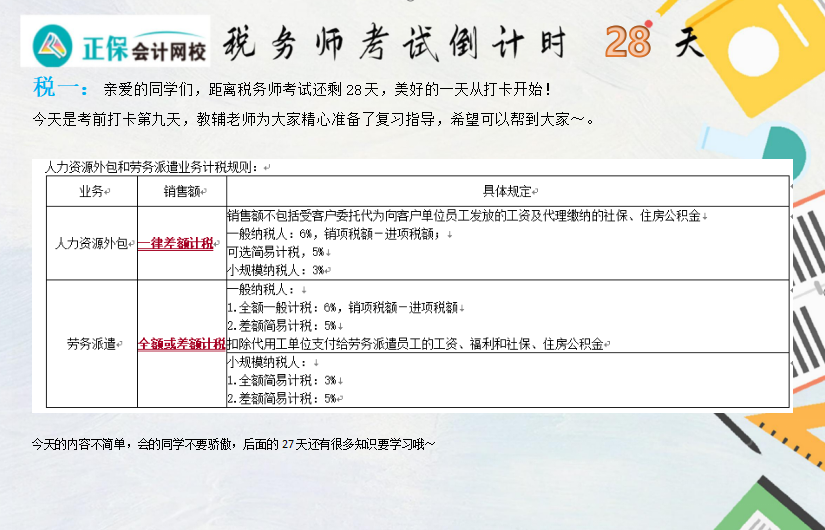 正保会计网校 税务师考试倒计时 28 天
税一：亲爱的同学们，距离税务师考试还剩28天，美好的一天从打卡开始！
今天是考前打卡第九天，教辅老师为大家精心准备了复习指导，希望可以帮到大家～。
人力资源外包和劳务派遣业务计税规则：
业务 销售额 具体规定
人力资源外包 一律差额计税
销售额不包括受客户委托代为向客户单位员工发放的工资及代理缴纳的社保、住房公积金
一般纳税人：6%，销项税额－进项税额；
可选简易计税，5%
小规模纳税人：3%
劳务派遣 全额或差额计税
一般纳税人：
1.全额一般计税：6%，销项税额－进项税额
2.差额简易计税：5%
扣除代用工单位支付给劳务派遣员工的工资、福利和社保、住房公积金
小规模纳税人：
1.全额简易计税：3%
2.差额简易计税：5%
今天的内容不简单，会的同学不要骄傲，后面的27天还有很多知识要学习哦～